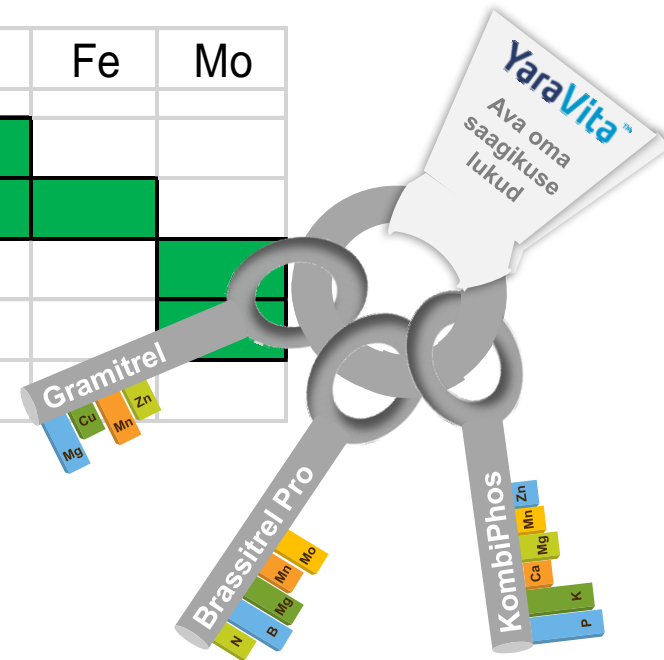 Fe Mo
YaraVita™
Ava oma
saagikuse
lukud
Gramitrel
Mg
Cu
Mn
Zn
Brassitrel Pro
Mo
Mn
Mg
B
N
KombiPhos
Zn
Mn
Mg
Ca
K
P